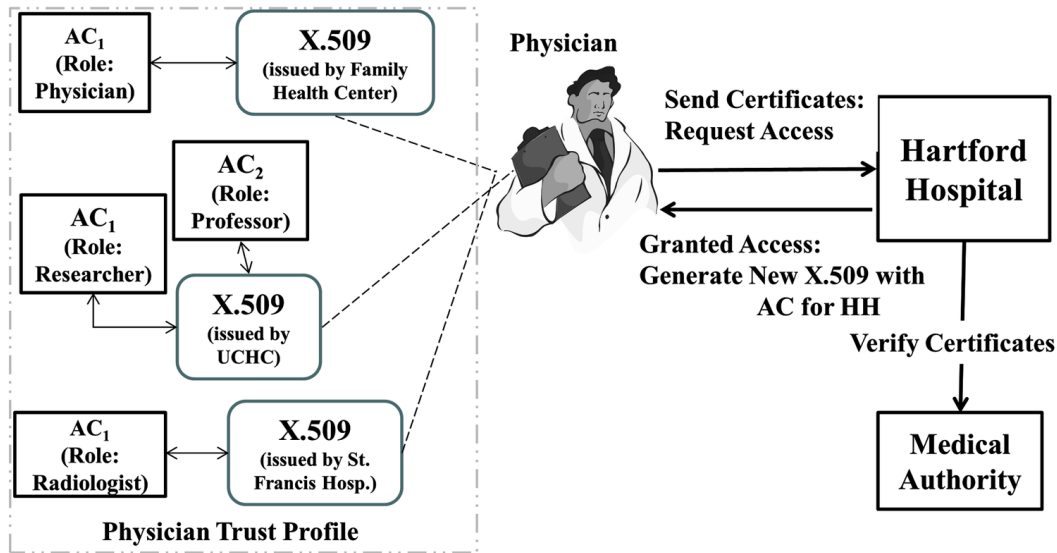 AC₁
(Role:
Physician)
X.509
(issued by Family
Health Center)
AC₂
(Role:
Professor)
AC₁
(Role:
Researcher)
X.509
(issued by
UCHC)
AC₁
(Role:
Radiologist)
X.509
(issued by St.
Francis Hosp.)
Physician Trust Profile
Physician
Send Certificates:
Request Access
Granted Access:
Generate New X.509 with
AC for HH
Hartford
Hospital
Verify Certificates
Medical
Authority